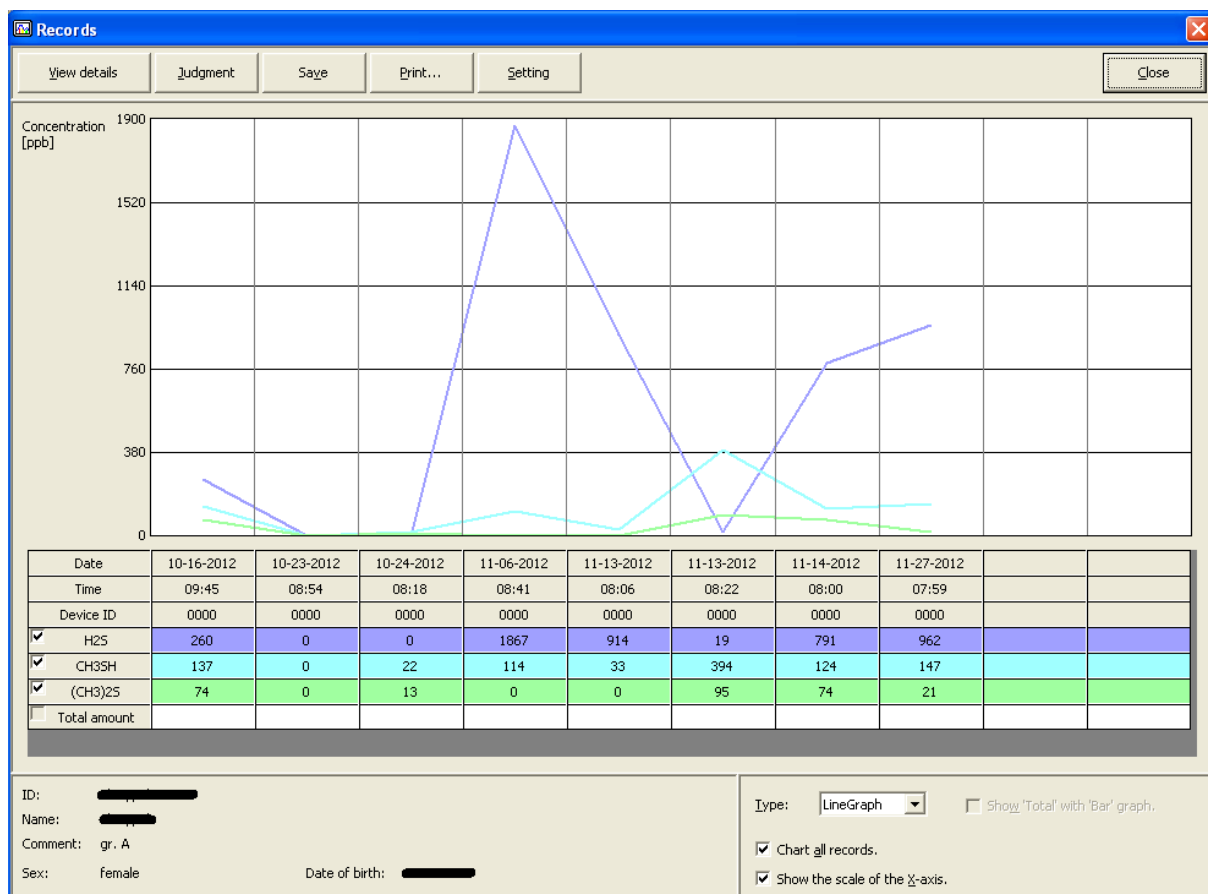 Records
View details Judgment Save Print... Setting Close
Concentration [ppb]
1900
1520
1140
760
380
0
Date 10-16-2012 10-23-2012 10-24-2012 11-06-2012 11-13-2012 11-13-2012 11-14-2012 11-27-2012
Time 09:45 08:54 08:18 08:41 08:06 08:22 08:00 07:59
Device ID 0000 0000 0000 0000 0000 0000 0000 0000
H2S 260 0 0 1867 914 19 791 962
CH3SH 137 0 22 114 33 394 124 147
(CH3)2S 74 0 13 0 0 95 74 21
Total amount
ID:
Name:
Comment: gr. A
Sex: female Date of birth:
Type: LineGraph Show 'Total' with 'Bar' graph.
Chart all records.
Show the scale of the X-axis.